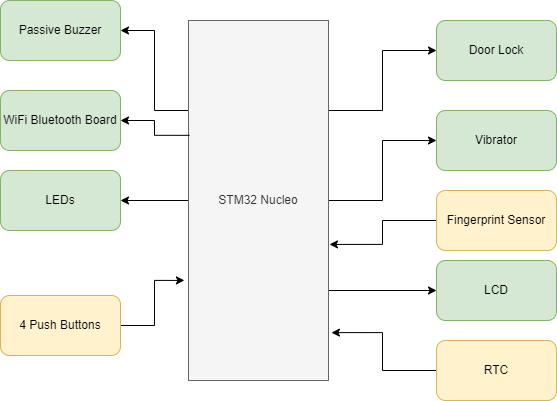 Passive Buzzer
WiFi Bluetooth Board
LEDs
4 Push Buttons
STM32 Nucleo
Door Lock
Vibrator
Fingerprint Sensor
LCD
RTC